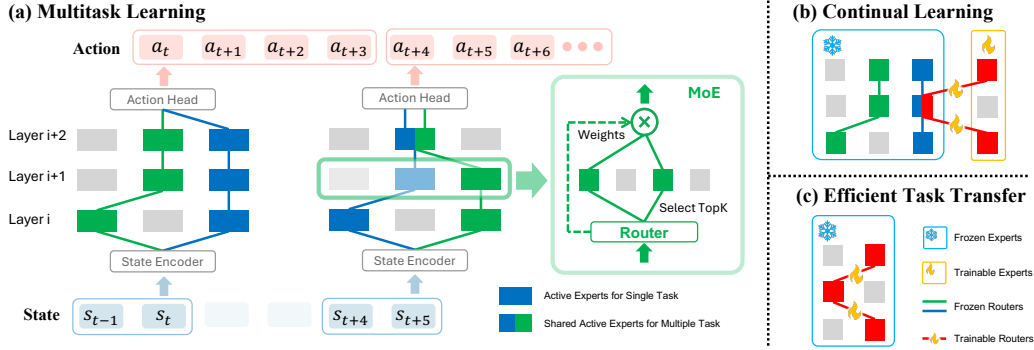 (a) Multitask Learning
Action
a_t a_{t+1} a_{t+2} a_{t+3} a_{t+4} a_{t+5} a_{t+6}
Action Head
Action Head
Layer i+2
Layer i+1
Layer i
State Encoder
State Encoder
State
s_{t-1} s_t s_{t+4} s_{t+5}
MoE
Weights
Select TopK
Router
Active Experts for Single Task
Shared Active Experts for Multiple Task
(b) Continual Learning
(c) Efficient Task Transfer
Frozen Experts
Trainable Experts
Frozen Routers
Trainable Routers